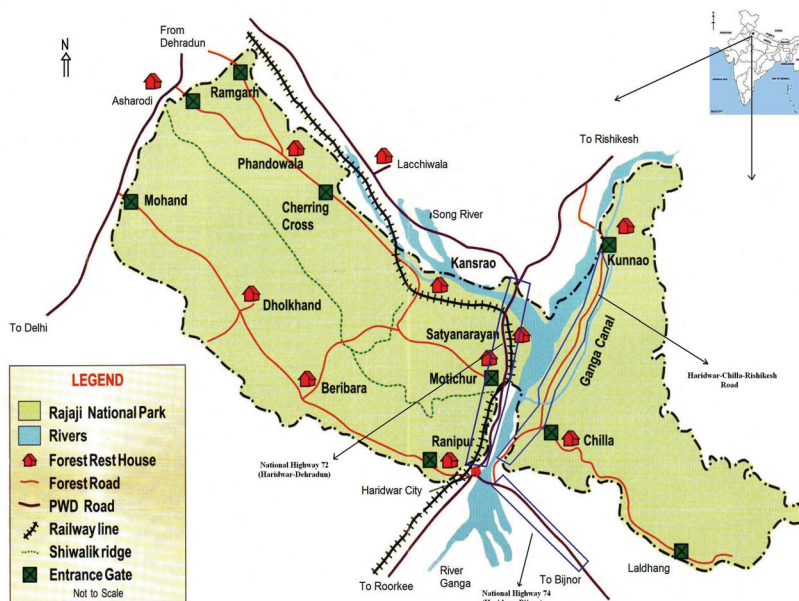 From
Dehradun
N
Asharodi
Ramgarh
To Rishikesh
Phandowala
Lacchiwala
Mohand
Cherring
Cross
Song River
Kansrao
Kunnao
Dholkhand
To Delhi
Satyanarayan
Ganga Canal
Haridwar-Chilla-Rishikesh
Road
Motichur
Beribara
LEGEND
Rajaji National Park
Rivers
Forest Rest House
Forest Road
PWD Road
Railway line
Shiwalik ridge
Entrance Gate
Not to Scale
Chilla
Ranipur
National Highway 72
(Haridwar-Dehradun)
Haridwar City
Laldhang
To Roorkee
River
Ganga
To Bijnor
National Highway 74